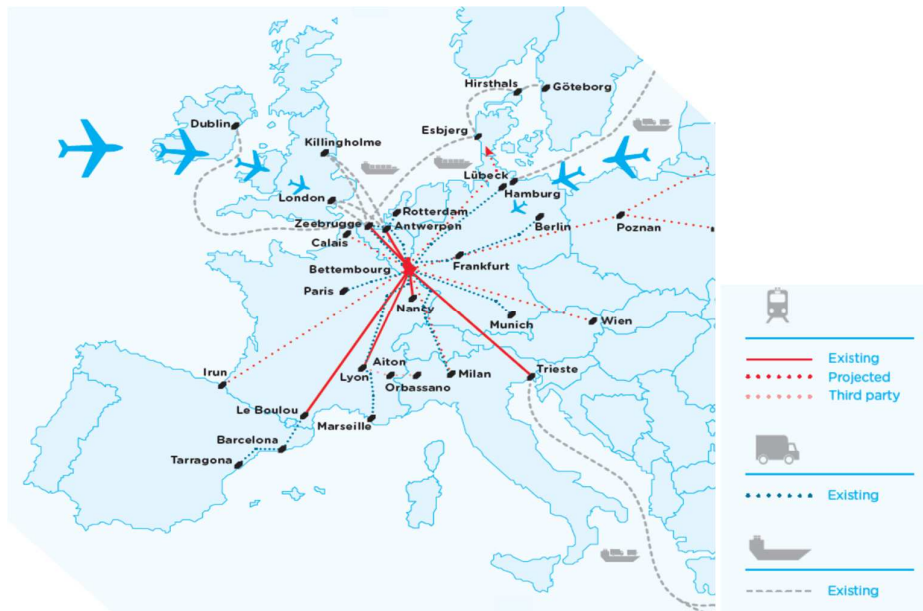 Hirsthals
Göteborg
Dublin
Esbjerg
Killingholme
Lübeck
Hamburg
London
Rotterdam
Zeebrugge
Antwerpen
Berlin
Poznan
Calais
Frankfurt
Bettembourg
Paris
Nancy
Munich
Wien
Aiton
Irun
Lyon
Milan
Trieste
Orbassano
Le Boulou
Marseille
Barcelona
Tarragona
Existing
Projected
Third party
Existing
Existing